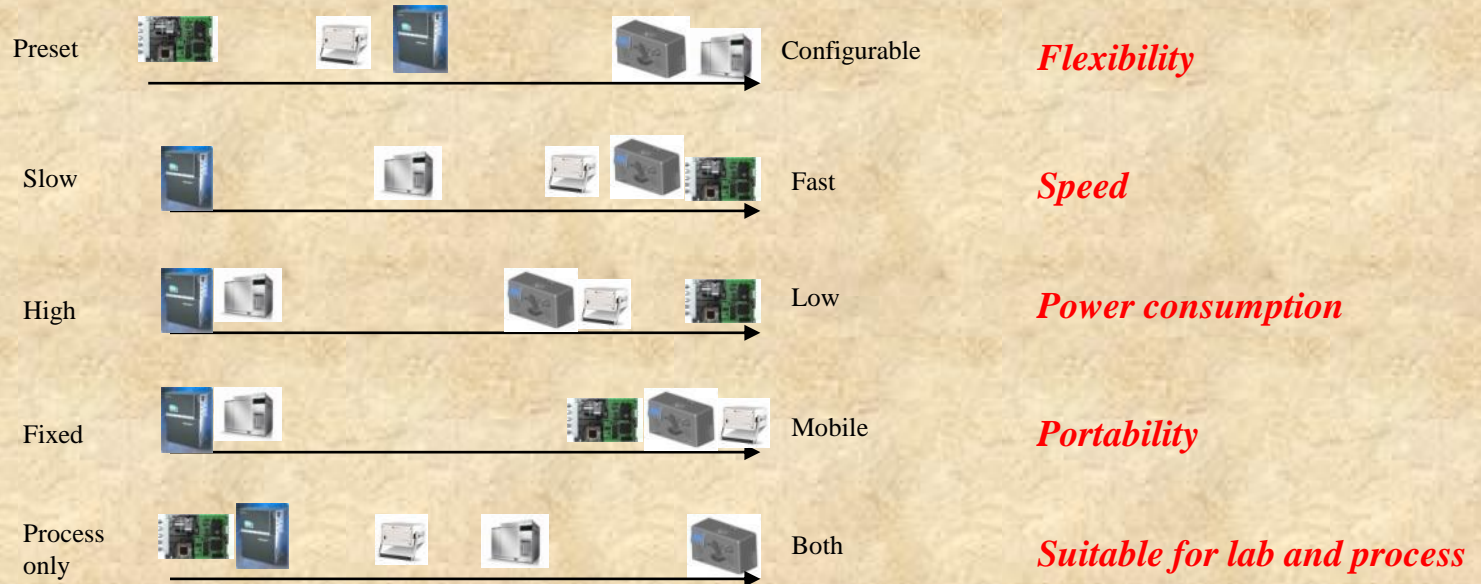 Preset
Configurable
Flexibility
Slow
Fast
Speed
High
Low
Power consumption
Fixed
Mobile
Portability
Process
only
Both
Suitable for lab and process